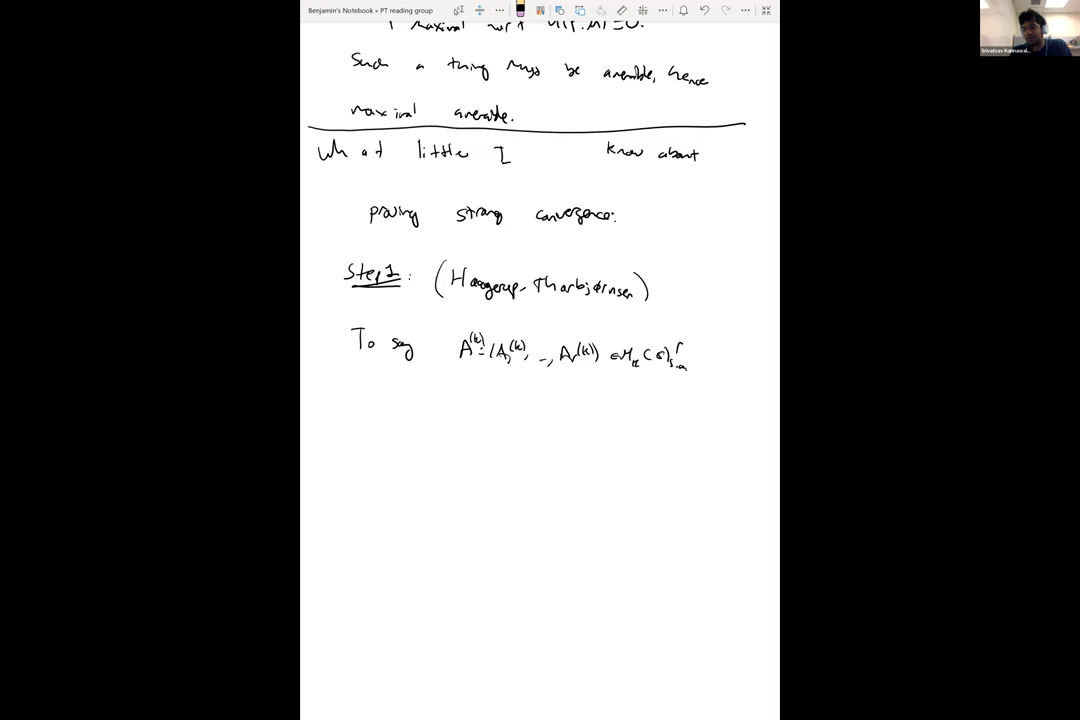 Benjamin's Notebook » PT reading group
maximal w.r.t
Such a thing must be amenable, hence
maximal amenable.
What little I know about
proving strong convergence:
Step 1: (Haagerup-Thorbjørnsen)
To say A^(k) = (A_1^(k), ..., A_r^(k)) ∈ M_k(ℂ)_{s.a}^r